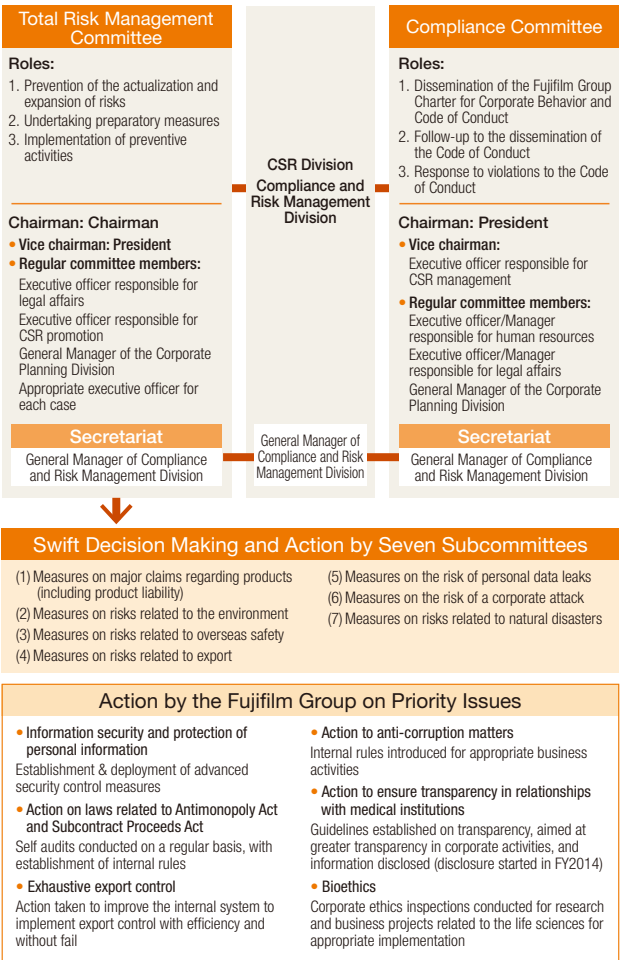 Total Risk Management
Committee
Roles:
1. Prevention of the actualization and
expansion of risks
2. Undertaking preparatory measures
3. Implementation of preventive
activities
Chairman: Chairman
• Vice chairman: President
• Regular committee members:
Executive officer responsible for
legal affairs
Executive officer responsible for
CSR promotion
General Manager of the Corporate
Planning Division
Appropriate executive officer for
each case
Secretariat
General Manager of Compliance
and Risk Management Division
CSR Division
Compliance and
Risk Management
Division
General Manager of
Compliance and Risk
Management Division
Compliance Committee
Roles:
1. Dissemination of the Fujifilm Group
Charter for Corporate Behavior and
Code of Conduct
2. Follow-up to the dissemination of
the Code of Conduct
3. Response to violations to the Code
of Conduct
Chairman: President
• Vice chairman:
Executive officer responsible for
CSR management
• Regular committee members:
Executive officer/Manager
responsible for human resources
Executive officer/Manager
responsible for legal affairs
General Manager of the Corporate
Planning Division
Secretariat
General Manager of Compliance
and Risk Management Division
Swift Decision Making and Action by Seven Subcommittees
(1) Measures on major claims regarding products
(including product liability)
(2) Measures on risks related to the environment
(3) Measures on risks related to overseas safety
(4) Measures on risks related to export
(5) Measures on the risk of personal data leaks
(6) Measures on the risk of a corporate attack
(7) Measures on risks related to natural disasters
Action by the Fujifilm Group on Priority Issues
• Information security and protection of
personal information
Establishment & deployment of advanced
security control measures
• Action on laws related to Antimonopoly Act
and Subcontract Proceeds Act
Self audits conducted on a regular basis, with
establishment of internal rules
• Exhaustive export control
Action taken to improve the internal system to
implement export control with efficiency and
without fail
• Action to anti-corruption matters
Internal rules introduced for appropriate business
activities
• Action to ensure transparency in relationships
with medical institutions
Guidelines established on transparency, aimed at
greater transparency in corporate activities, and
information disclosed (disclosure started in FY2014)
• Bioethics
Corporate ethics inspections conducted for research
and business projects related to the life sciences for
appropriate implementation